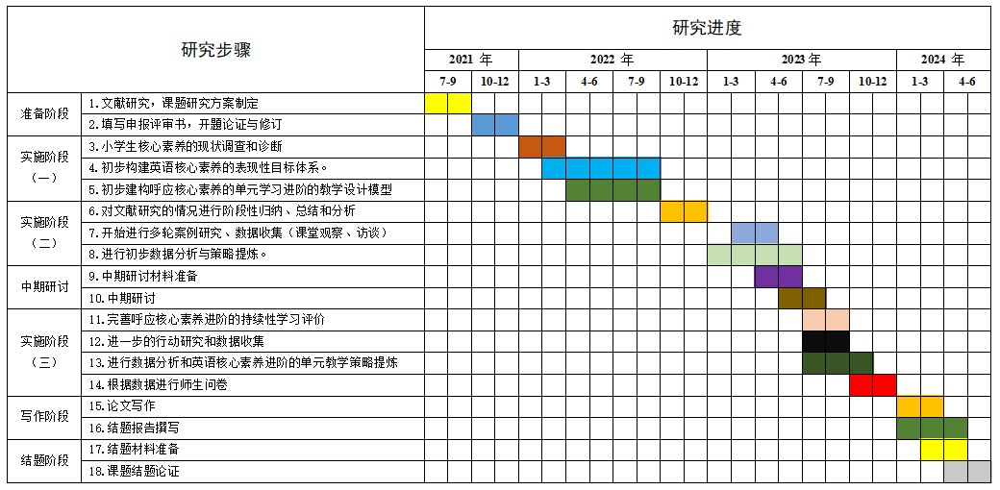 研究步骤
研究进度
2021 年
2022 年
2023 年
2024 年
7-9
10-12
1-3
4-6
7-9
10-12
1-3
4-6
7-9
10-12
1-3
4-6
准备阶段
1.文献研究，课题研究方案制定
2.填写申报评审书，开题论证与修订
实施阶段
（一）
3.小学生核心素养的现状调查和诊断
4.初步构建英语核心素养的表现性目标体系。
5.初步建构呼应核心素养的单元学习进阶的教学设计模型
实施阶段
（二）
6.对文献研究的情况进行阶段性归纳、总结和分析
7.开始进行多轮案例研究、数据收集（课堂观察、访谈）
8.进行初步数据分析与策略提炼。
中期研讨
9.中期研讨材料准备
10.中期研讨
实施阶段
（三）
11.完善呼应核心素养进阶的持续性学习评价
12.进一步的行动研究和数据收集
13.进行数据分析和英语核心素养进阶的单元教学策略提炼
14.根据数据进行师生问卷
写作阶段
15.论文写作
16.结题报告撰写
结题阶段
17.结题材料准备
18.课题结题论证